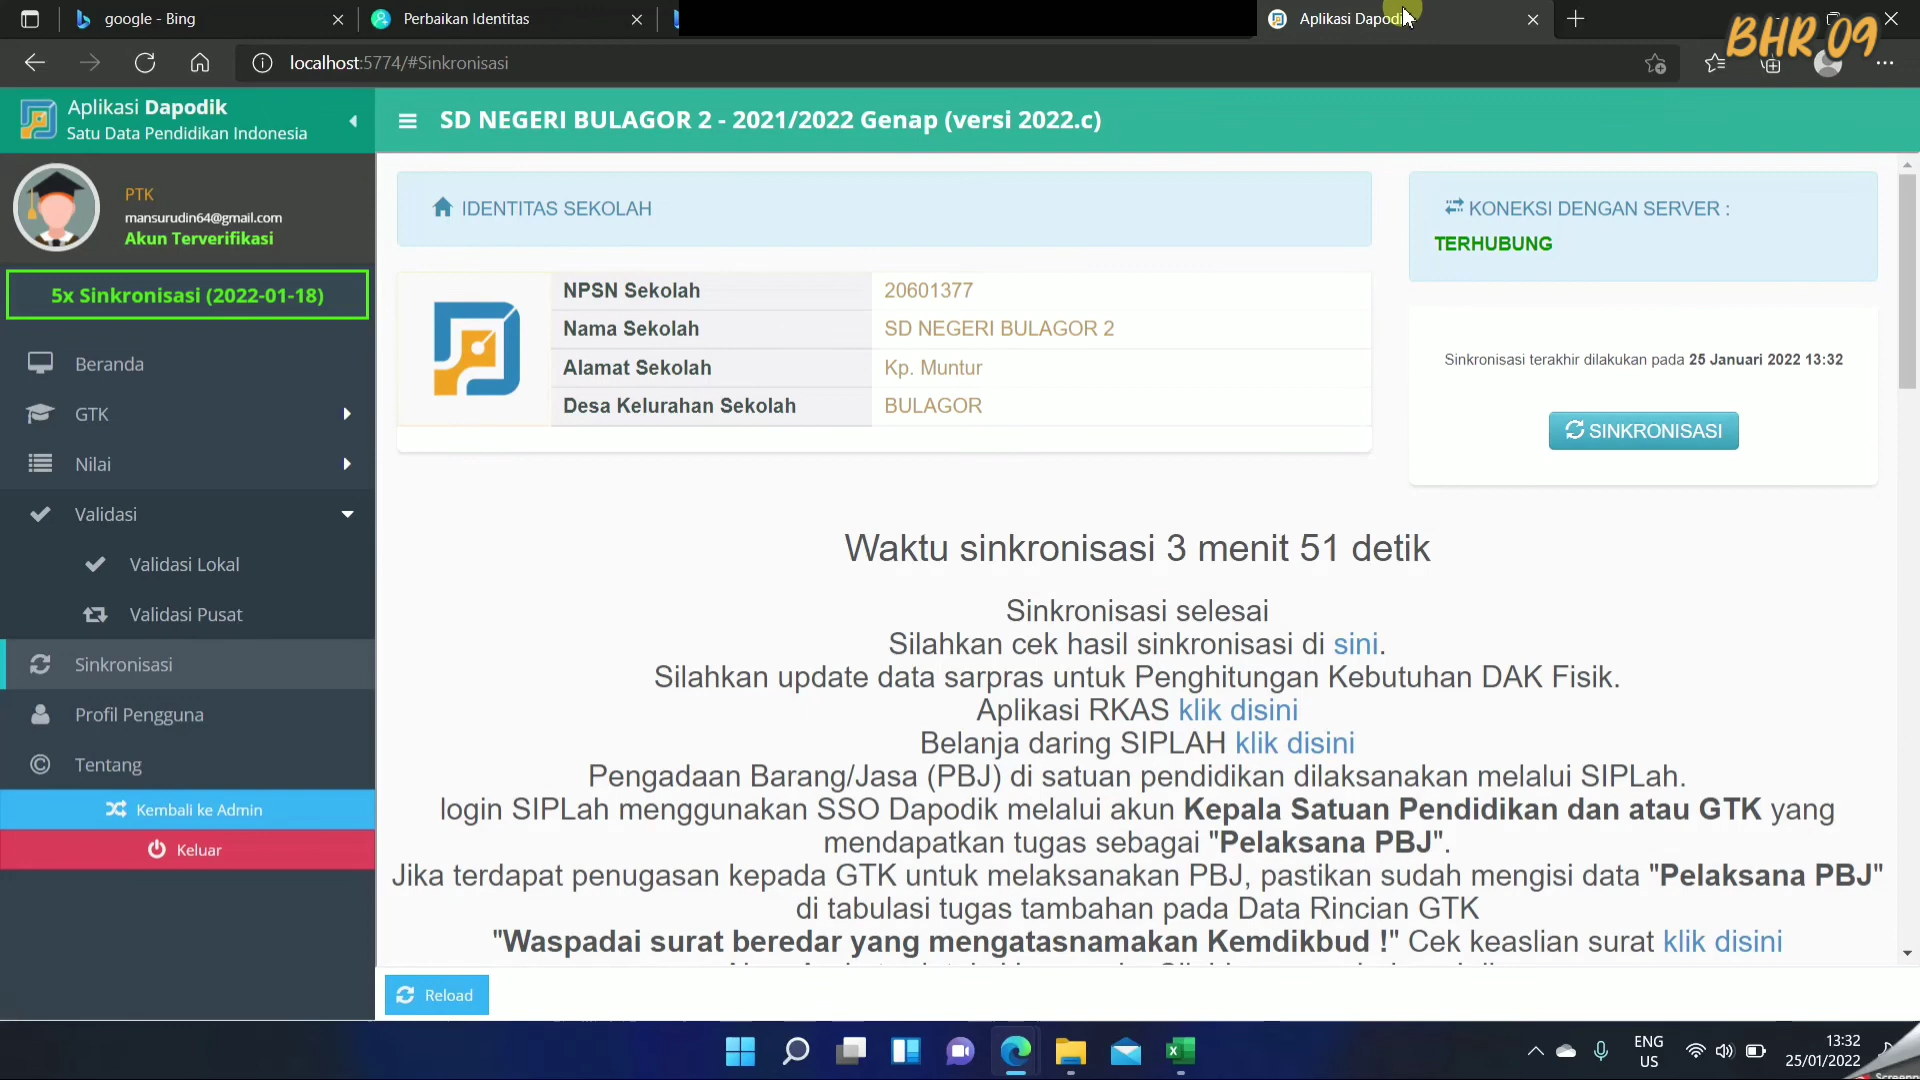 google - Bing
Perbaikan Identitas
Aplikasi Dapodik
BHR 09
localhost:5774/#Sinkronisasi
Aplikasi Dapodik
Satu Data Pendidikan Indonesia
SD NEGERI BULAGOR 2 - 2021/2022 Genap (versi 2022.c)
PTK
mansurudin64@gmail.com
Akun Terverifikasi
5x Sinkronisasi (2022-01-18)
Beranda
GTK
Nilai
Validasi
Validasi Lokal
Validasi Pusat
Sinkronisasi
Profil Pengguna
Tentang
Kembali ke Admin
Keluar
IDENTITAS SEKOLAH
NPSN Sekolah 20601377
Nama Sekolah SD NEGERI BULAGOR 2
Alamat Sekolah Kp. Muntur
Desa Kelurahan Sekolah BULAGOR
KONEKSI DENGAN SERVER :
TERHUBUNG
Sinkronisasi terakhir dilakukan pada 25 Januari 2022 13:32
SINKRONISASI
Waktu sinkronisasi 3 menit 51 detik
Sinkronisasi selesai
Silahkan cek hasil sinkronisasi di sini.
Silahkan update data sarpras untuk Penghitungan Kebutuhan DAK Fisik.
Aplikasi RKAS klik disini
Belanja daring SIPLAH klik disini
Pengadaan Barang/Jasa (PBJ) di satuan pendidikan dilaksanakan melalui SIPLah.
login SIPLah menggunakan SSO Dapodik melalui akun Kepala Satuan Pendidikan dan atau GTK yang
mendapatkan tugas sebagai "Pelaksana PBJ".
Jika terdapat penugasan kepada GTK untuk melaksanakan PBJ, pastikan sudah mengisi data "Pelaksana PBJ"
di tabulasi tugas tambahan pada Data Rincian GTK
"Waspadai surat beredar yang mengatasnamakan Kemdikbud !" Cek keaslian surat klik disini
Reload
ENG
US
13:32
25/01/2022